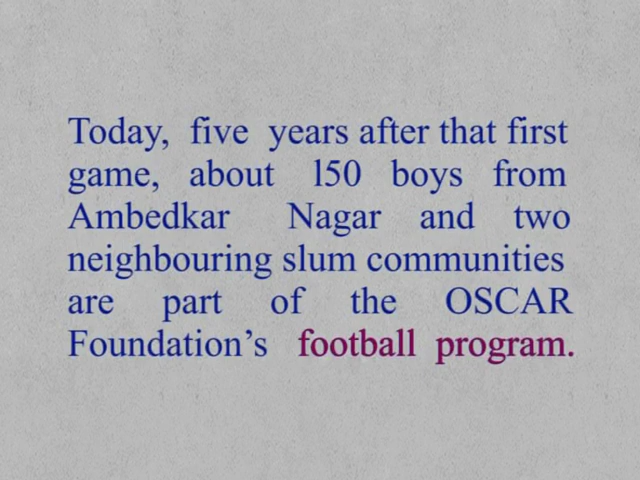 Today, five years after that first
game, about 150 boys from
Ambedkar Nagar and two
neighbouring slum communities
are part of the OSCAR
Foundation’s football program.